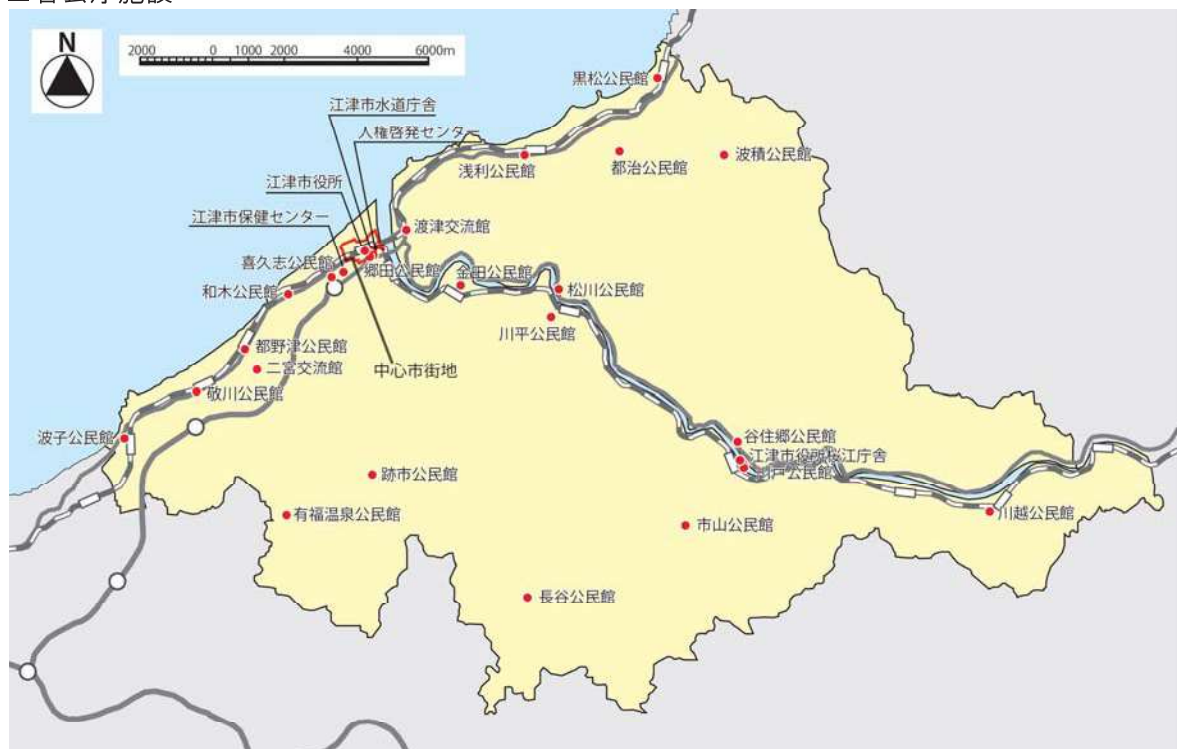 N
2000 0 1000 2000 4000 6000m
黒松公民館
江津市水道庁舎
人権啓発センター
浅利公民館
都治公民館
波積公民館
江津市役所
江津市保健センター
渡津交流館
喜久志公民館
郷田公民館
金田公民館
和木公民館
松川公民館
川平公民館
都野津公民館
中心市街地
二宮交流館
敬川公民館
波子公民館
谷住郷公民館
江津市役所桜江庁舎
戸公民館
跡市公民館
有福温泉公民館
市山公民館
川越公民館
長谷公民館